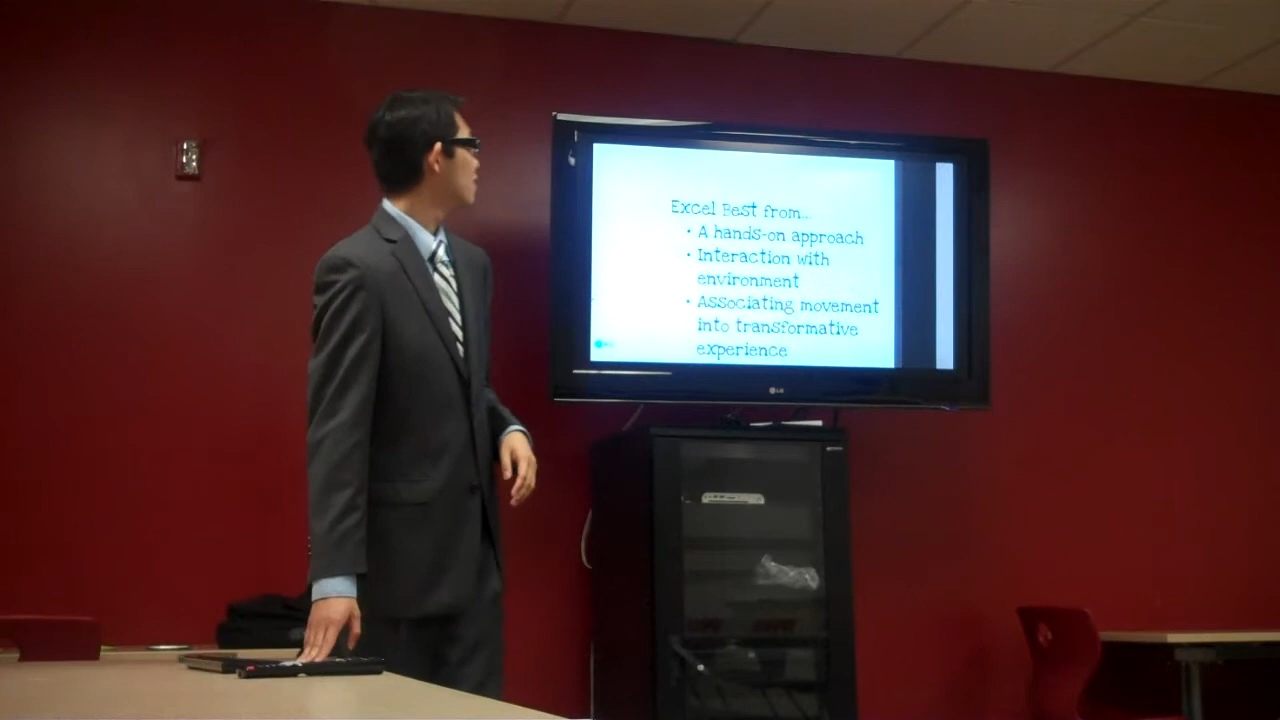 Excel Best from...
• A hands-on approach
• Interaction with
environment
• Associating movement
into transformative
experience
LG